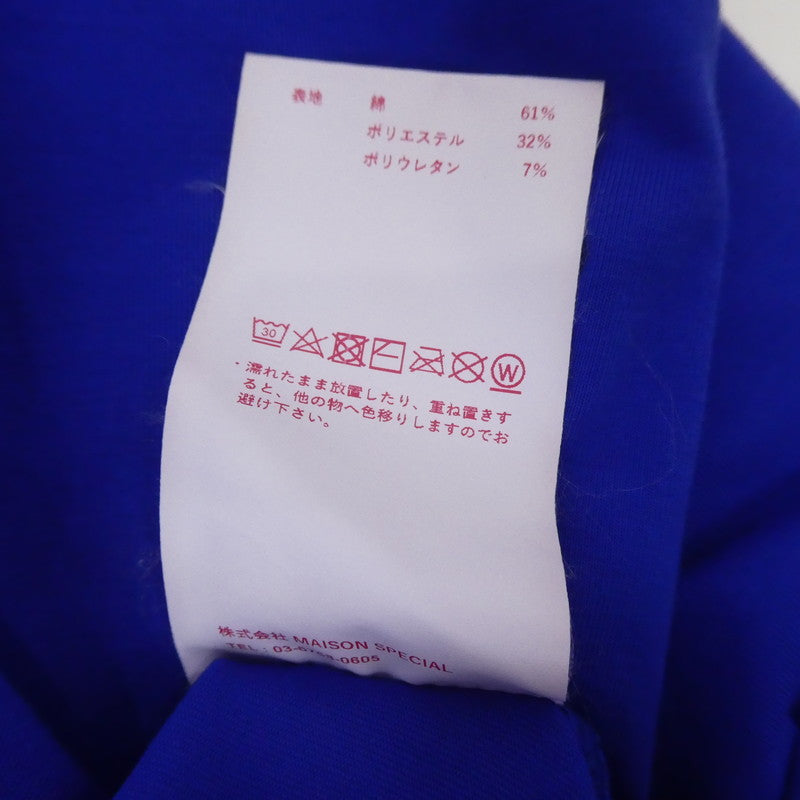 表地 綿 61%
ポリエステル 32%
ポリウレタン 7%
30 W
・濡れたまま放置したり、重ね置きす
ると、他の物へ色移りしますのでお
避け下さい。
株式会社 MAISON SPECIAL
TEL: